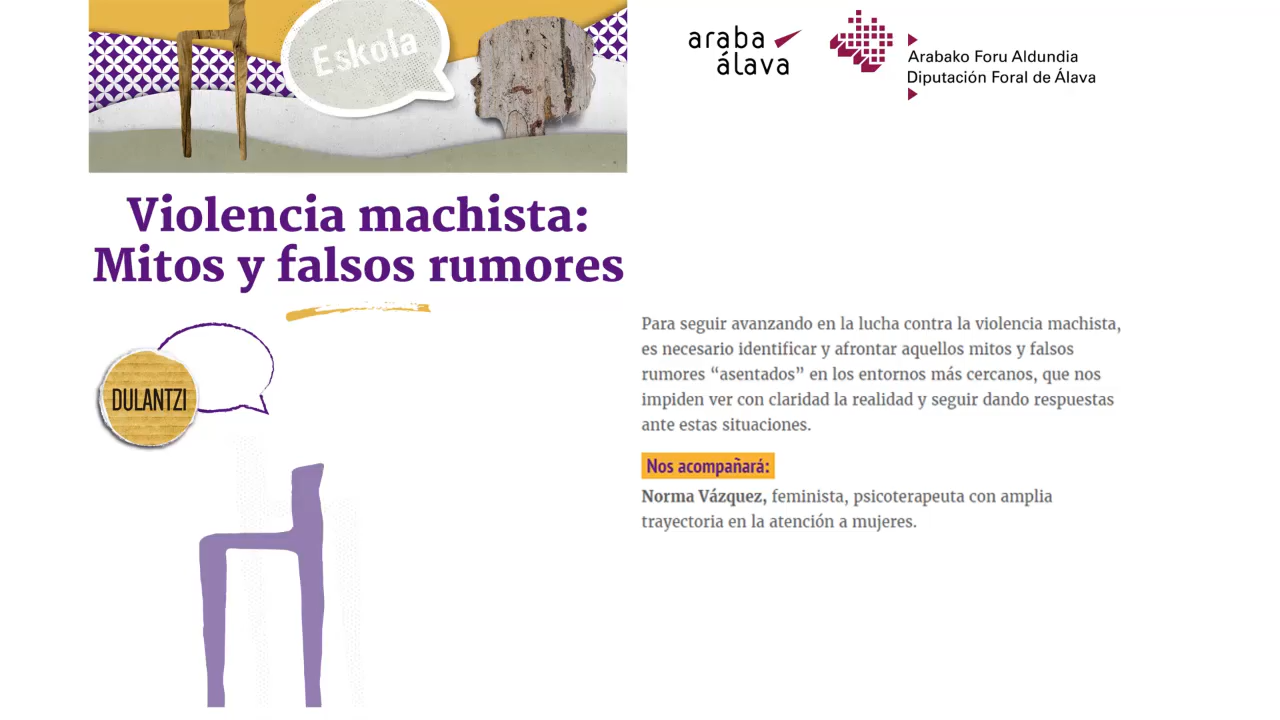 Eskola
araba
álava
Arabako Foru Aldundia
Diputación Foral de Álava
Violencia machista:
Mitos y falsos rumores
DULANTZI
Para seguir avanzando en la lucha contra la violencia machista,
es necesario identificar y afrontar aquellos mitos y falsos
rumores “asentados” en los entornos más cercanos, que nos
impiden ver con claridad la realidad y seguir dando respuestas
ante estas situaciones.
Nos acompañará:
Norma Vázquez, feminista, psicoterapeuta con amplia
trayectoria en la atención a mujeres.